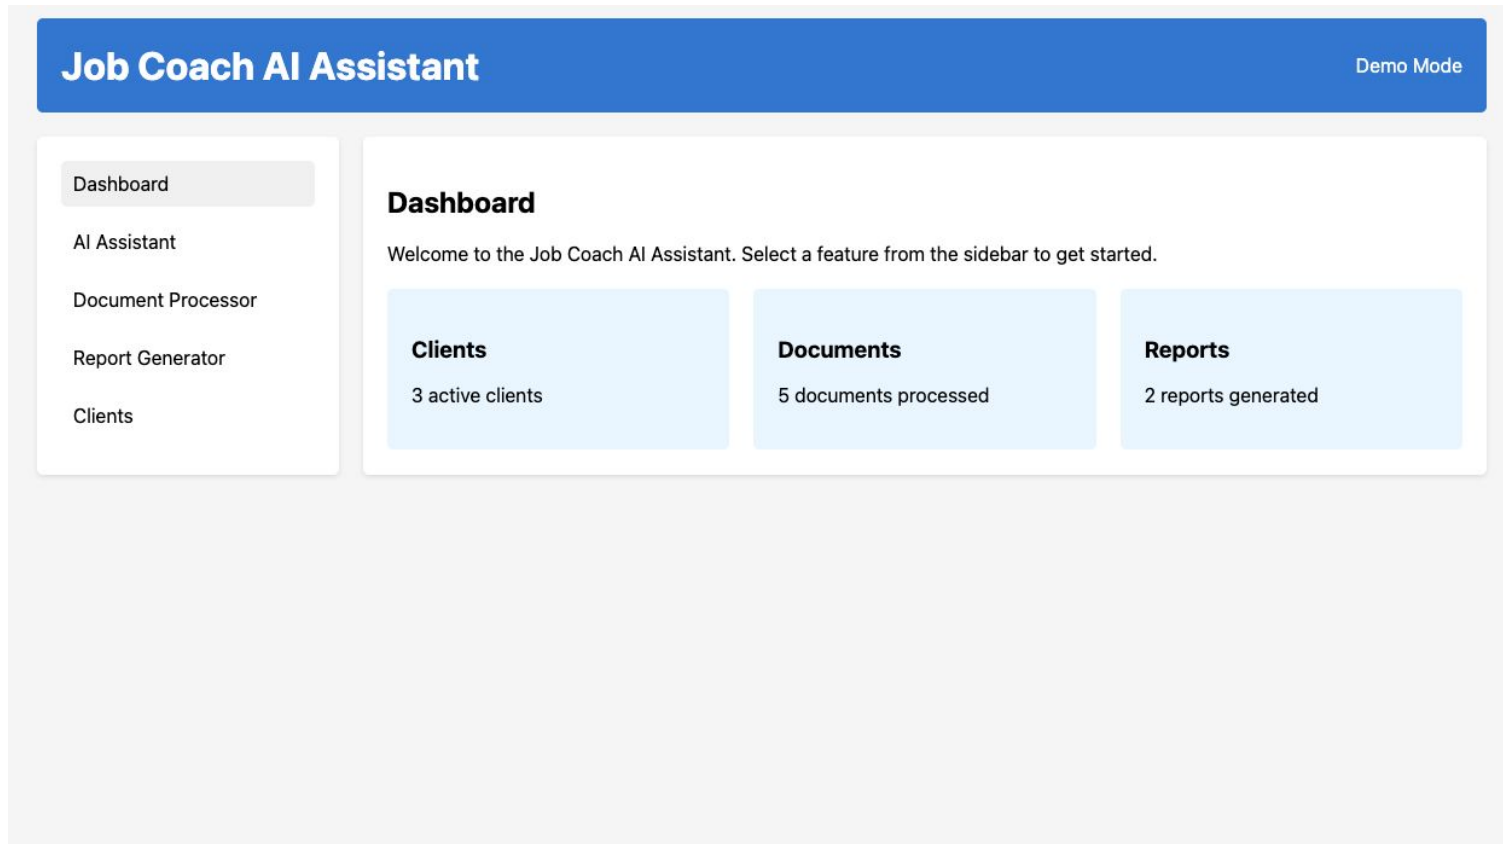 Job Coach AI Assistant
Demo Mode
Dashboard
AI Assistant
Document Processor
Report Generator
Clients
Dashboard
Welcome to the Job Coach AI Assistant. Select a feature from the sidebar to get started.
Clients
3 active clients
Documents
5 documents processed
Reports
2 reports generated